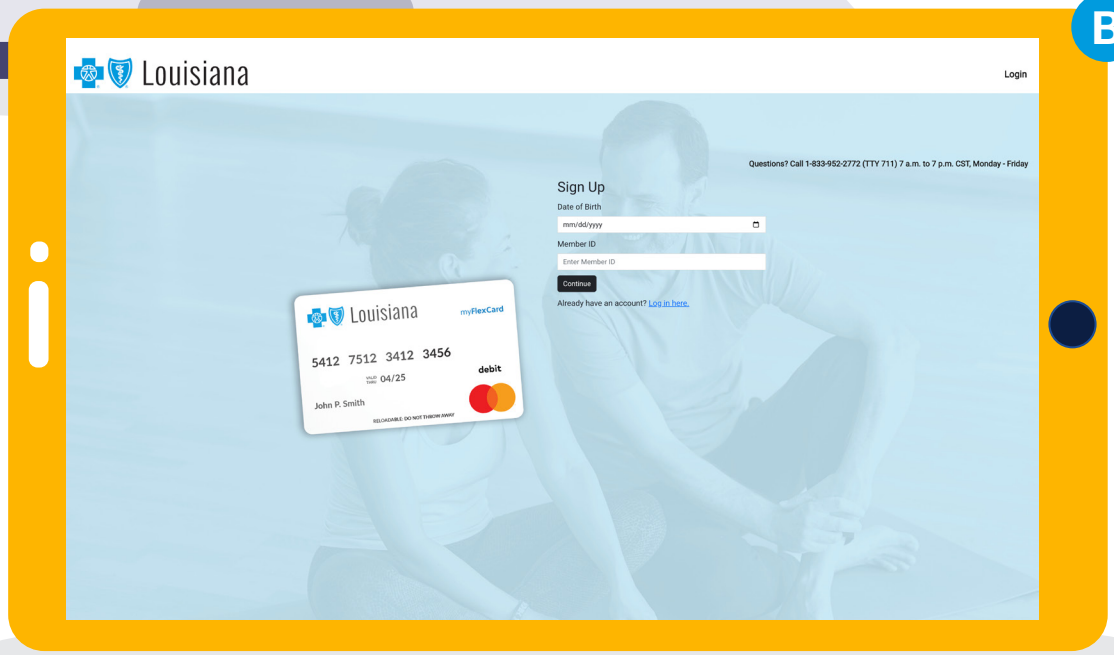 B
Louisiana
Login
Questions? Call 1-833-952-2772 (TTY 711) 7 a.m. to 7 p.m. CST, Monday - Friday
Sign Up
Date of Birth
mm/dd/yyyy
Member ID
Enter Member ID
Continue
Already have an account? Log in here.
Louisiana
myFlexCard
5412 7512 3412 3456
VALID THRU 04/25
debit
John P. Smith
RELOADABLE: DO NOT THROW AWAY